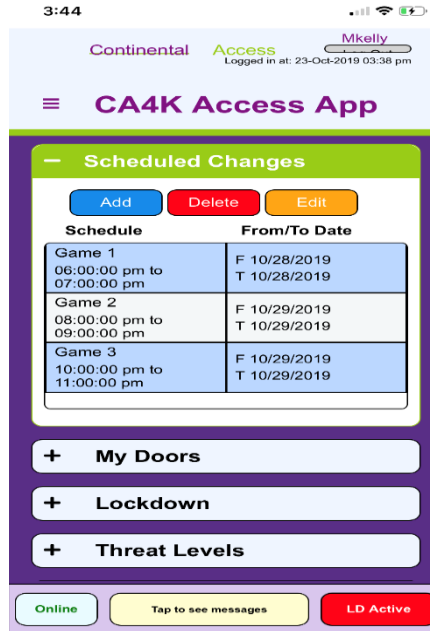 3:44
Continental Access Mkelly
Logged in at: 23-Oct-2019 03:38 pm
CA4K Access App
Scheduled Changes
Add Delete Edit
Schedule From/To Date
Game 1
06:00:00 pm to
07:00:00 pm
F 10/28/2019
T 10/28/2019
Game 2
08:00:00 pm to
09:00:00 pm
F 10/29/2019
T 10/29/2019
Game 3
10:00:00 pm to
11:00:00 pm
F 10/29/2019
T 10/29/2019
My Doors
Lockdown
Threat Levels
Online Tap to see messages LD Active